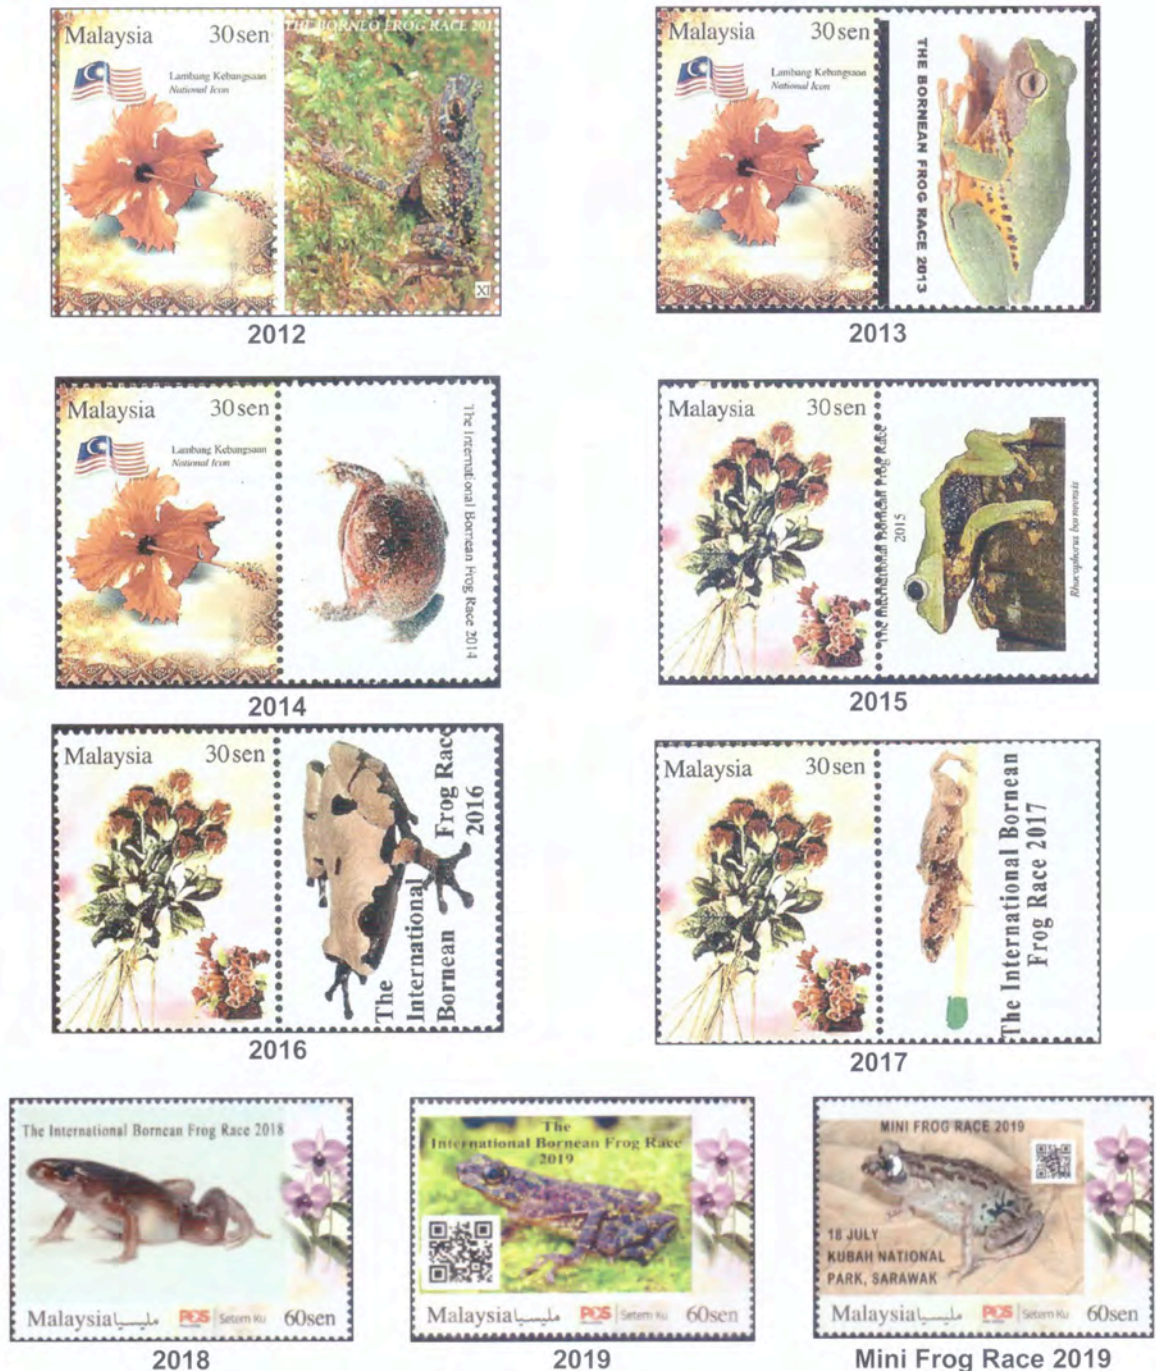 Malaysia 30sen
Lambang Kebangsaan
National Icon
THE BORNEO FROG RACE 201
XI
2012
Malaysia 30sen
Lambang Kebangsaan
National Icon
THE BORNEAN FROG RACE 2013
2013
Malaysia 30sen
Lambang Kebangsaan
National Icon
The International Bornean Frog Race 2014
2014
Malaysia 30sen
The International Bornean Frog Race
2015
Rhacophorus borneensis
2015
Malaysia 30sen
The
International
Bornean
Frog Race
2016
2016
Malaysia 30sen
The International Bornean
Frog Race 2017
2017
The International Bornean Frog Race 2018
Malaysia مليسيا POS Setem Ku 60sen
2018
The
International Bornean Frog Race
2019
Malaysia مليسيا POS Setem Ku 60sen
2019
MINI FROG RACE 2019
18 JULY
KUBAH NATIONAL
PARK, SARAWAK
Malaysia مليسيا POS Setem Ku 60sen
Mini Frog Race 2019